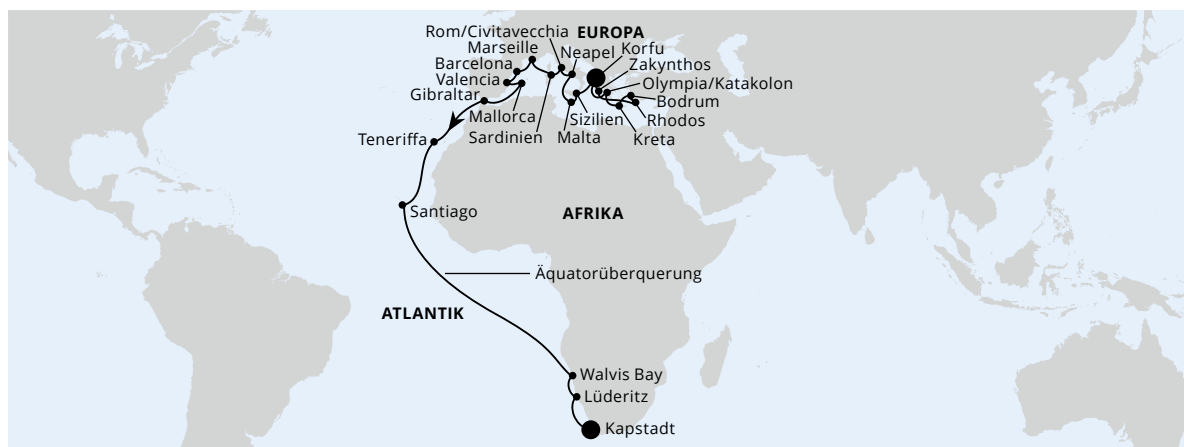 Rom/Civitavecchia
EUROPA
Marseille
Neapel
Korfu
Barcelona
Zakynthos
Valencia
Olympia/Katakolon
Gibraltar
Bodrum
Mallorca
Sizilien
Rhodos
Teneriffa
Sardinien
Malta
Kreta
Santiago
AFRIKA
Äquatorüberquerung
ATLANTIK
Walvis Bay
Lüderitz
Kapstadt